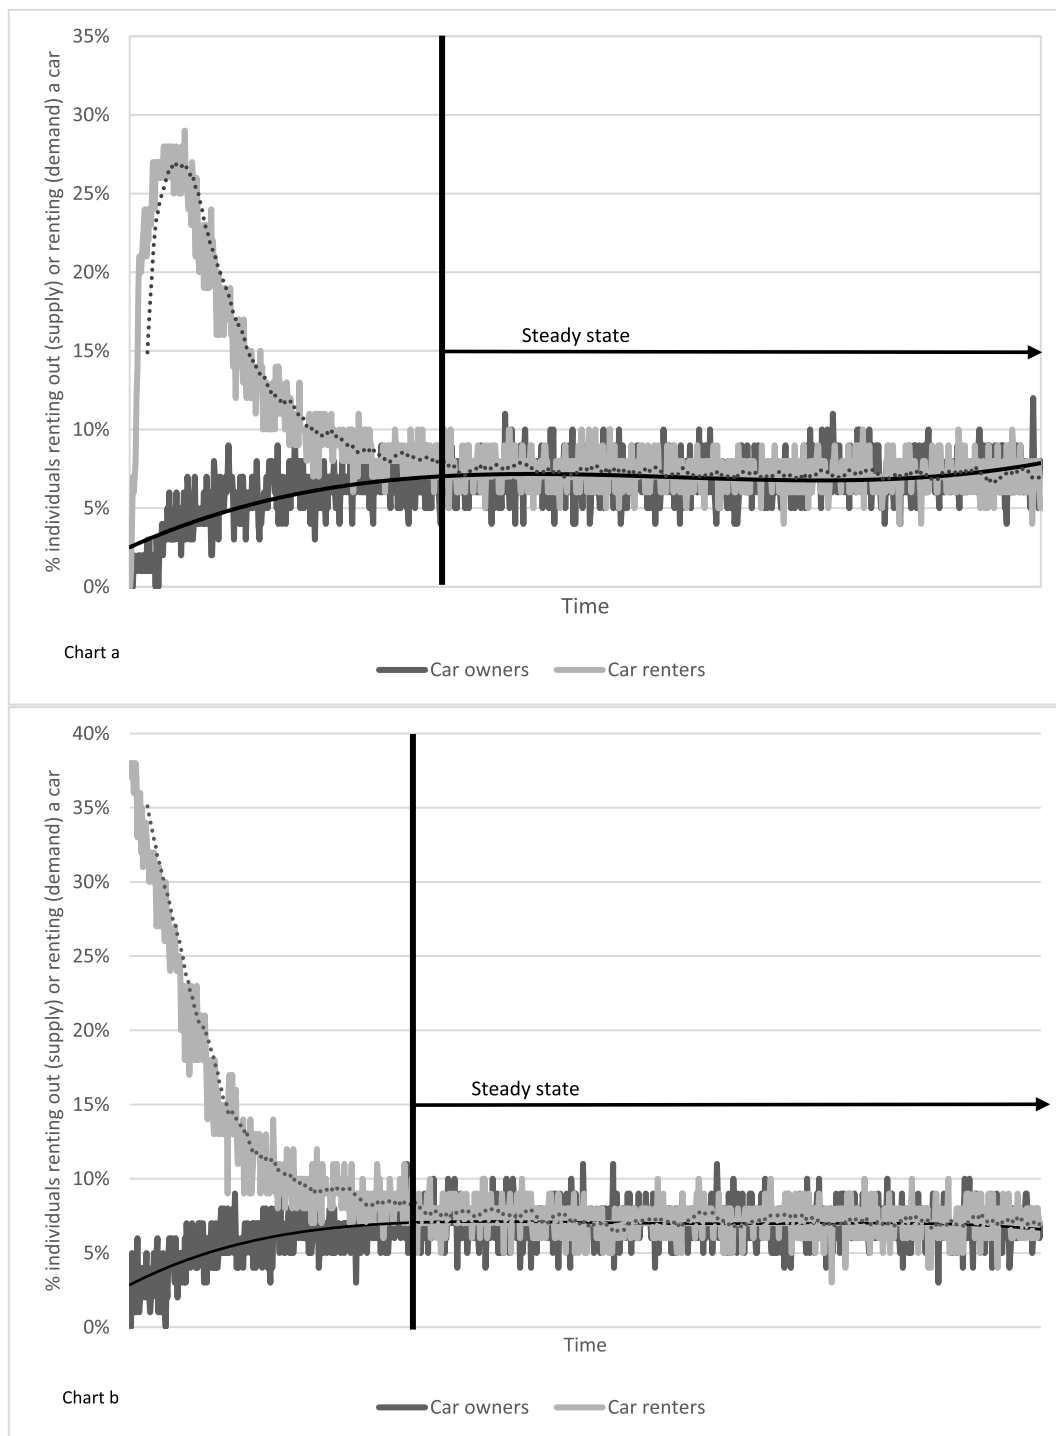 % individuals renting out (supply) or renting (demand) a car
35%
30%
25%
20%
15%
10%
5%
0%
Steady state
Time
Chart a
Car owners Car renters
% individuals renting out (supply) or renting (demand) a car
40%
35%
30%
25%
20%
15%
10%
5%
0%
Steady state
Time
Chart b
Car owners Car renters